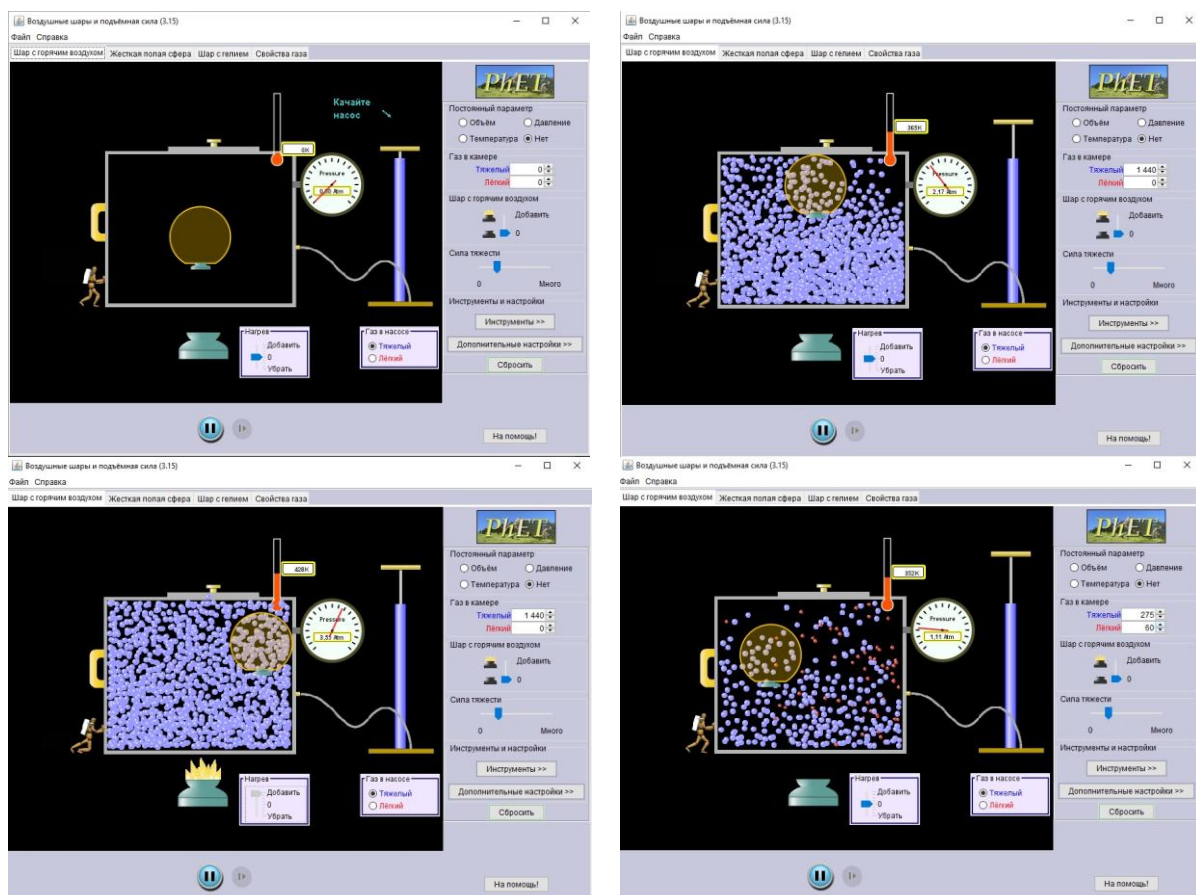 Воздушные шары и подъёмная сила (3.15)
Файл Справка
Шар с горячим воздухом Жесткая полая сфера Шар с гелием Свойства газа
PhET
Качайте
насос
0K
Pressure
0,00 Atm
Постоянный параметр
Объём Давление
Температура Нет
Газ в камере
Тяжелый 0
Лёгкий 0
Шар с горячим воздухом
Добавить
0
Сила тяжести
0 Много
Инструменты и настройки
Инструменты >>
Дополнительные настройки >>
Сбросить
Нагрев
Добавить
0
Убрать
Газ в насосе
Тяжелый
Лёгкий
На помощь!
Воздушные шары и подъёмная сила (3.15)
Файл Справка
Шар с горячим воздухом Жесткая полая сфера Шар с гелием Свойства газа
PhET
365K
Pressure
2,17 Atm
Постоянный параметр
Объём Давление
Температура Нет
Газ в камере
Тяжелый 1 440
Лёгкий 0
Шар с горячим воздухом
Добавить
0
Сила тяжести
0 Много
Инструменты и настройки
Инструменты >>
Дополнительные настройки >>
Сбросить
Нагрев
Добавить
0
Убрать
Газ в насосе
Тяжелый
Лёгкий
На помощь!
Воздушные шары и подъёмная сила (3.15)
Файл Справка
Шар с горячим воздухом Жесткая полая сфера Шар с гелием Свойства газа
PhET
428K
Pressure
3,35 Atm
Постоянный параметр
Объём Давление
Температура Нет
Газ в камере
Тяжелый 1 440
Лёгкий 0
Шар с горячим воздухом
Добавить
0
Сила тяжести
0 Много
Инструменты и настройки
Инструменты >>
Дополнительные настройки >>
Сбросить
Нагрев
Добавить
0
Убрать
Газ в насосе
Тяжелый
Лёгкий
На помощь!
Воздушные шары и подъёмная сила (3.15)
Файл Справка
Шар с горячим воздухом Жесткая полая сфера Шар с гелием Свойства газа
PhET
352K
Pressure
1,11 Atm
Постоянный параметр
Объём Давление
Температура Нет
Газ в камере
Тяжелый 275
Лёгкий 60
Шар с горячим воздухом
Добавить
0
Сила тяжести
0 Много
Инструменты и настройки
Инструменты >>
Дополнительные настройки >>
Сбросить
Нагрев
Добавить
0
Убрать
Газ в насосе
Тяжелый
Лёгкий
На помощь!